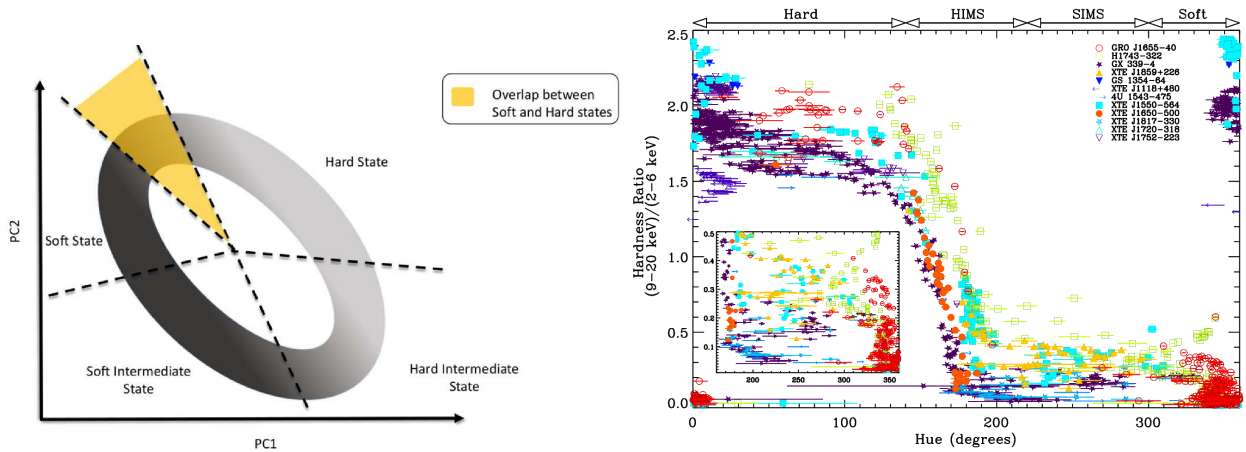 PC2
PC1
Overlap between
Soft and Hard states
Hard State
Soft State
Soft Intermediate
State
Hard Intermediate
State
Hard HIMS SIMS Soft
2.5
2.0
1.5
1.0
0.5
0.0
Hardness Ratio
(9-20 keV)/(2-6 keV)
GRO J1655-40
H1743-322
GX 339-4
XTE J1859+226
GS 1354-64
XTE J1118+480
4U 1543-475
XTE J1550-564
XTE J1650-500
XTE J1817-330
XTE J1720-318
XTE J1752-223
0.5
0.4
0.3
0.2
0.1
200 250 300 350
0 100 200 300
Hue (degrees)